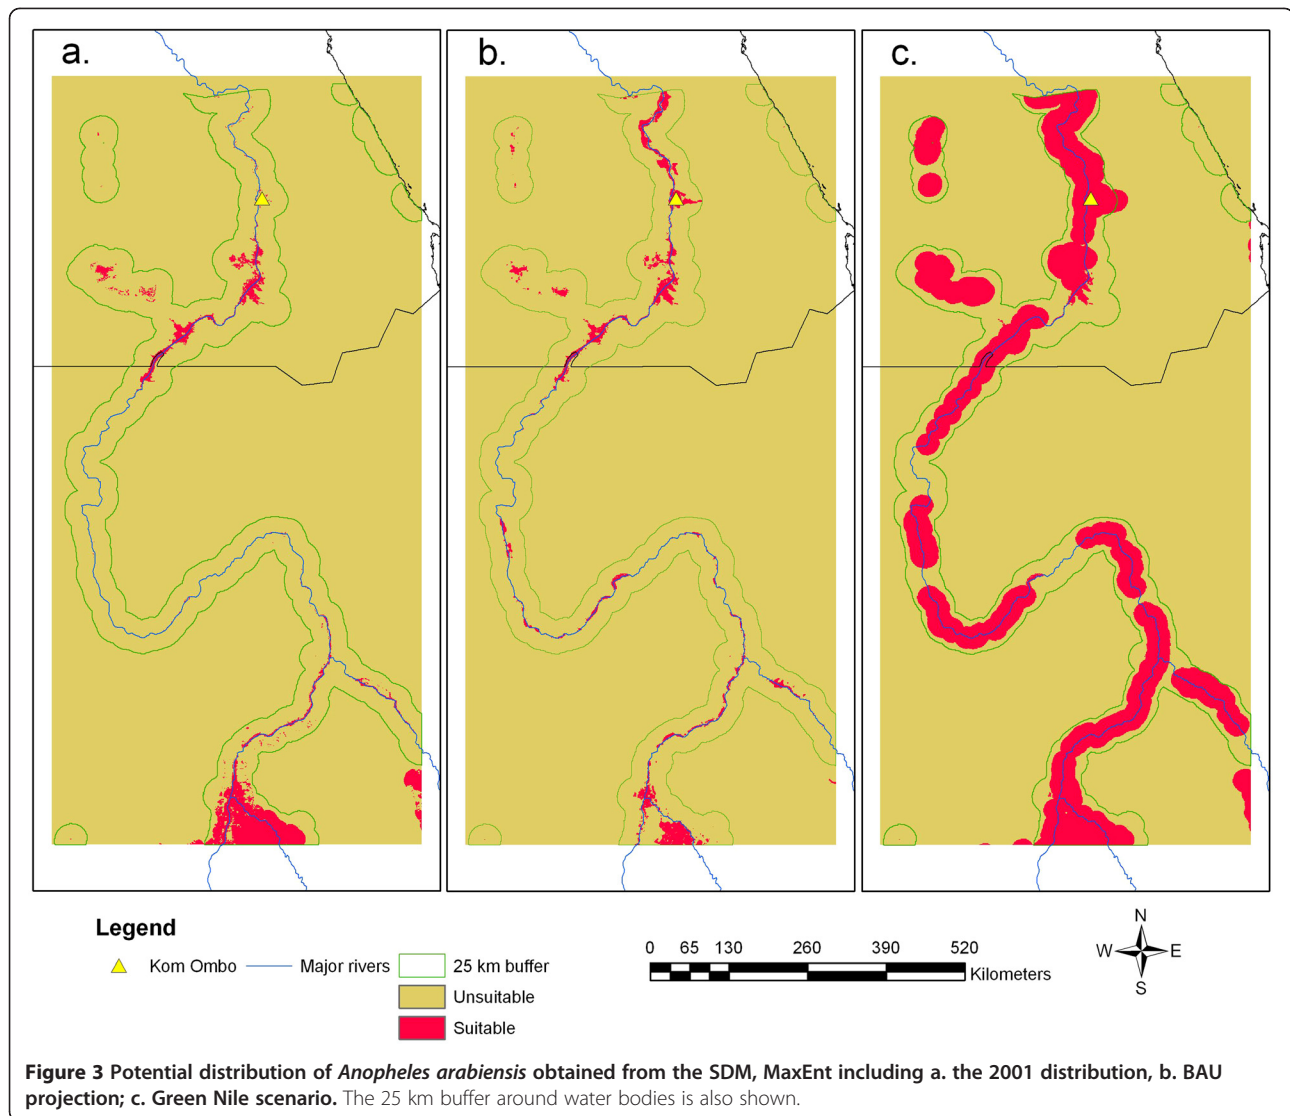 a.
b.
c.
Legend
Kom Ombo
Major rivers
25 km buffer
Unsuitable
Suitable
0 65 130 260 390 520
Kilometers
N
W E
S
Figure 3 Potential distribution of Anopheles arabiensis obtained from the SDM, MaxEnt including a. the 2001 distribution, b. BAU
projection; c. Green Nile scenario. The 25 km buffer around water bodies is also shown.